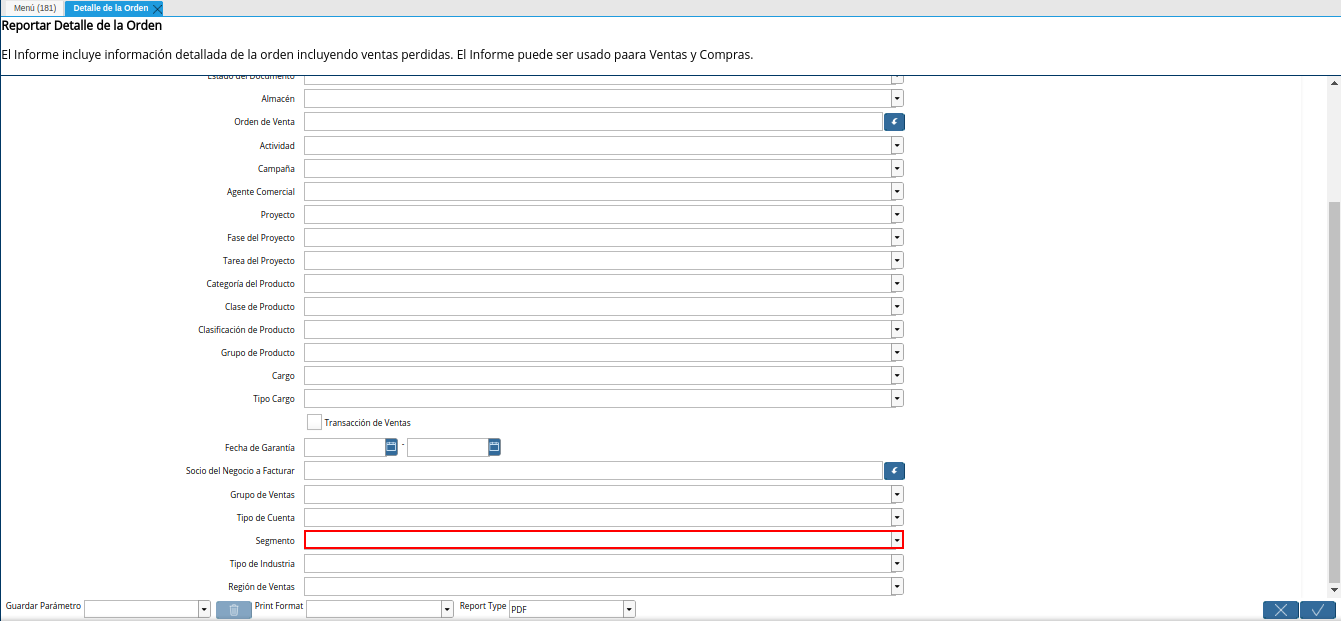 Menú (181)
Detalle de la Orden
Reportar Detalle de la Orden
El Informe incluye información detallada de la orden incluyendo ventas perdidas. El Informe puede ser usado paara Ventas y Compras.
Estado del Documento
Almacén
Orden de Venta
Actividad
Campaña
Agente Comercial
Proyecto
Fase del Proyecto
Tarea del Proyecto
Categoría del Producto
Clase de Producto
Clasificación de Producto
Grupo de Producto
Cargo
Tipo Cargo
Transacción de Ventas
Fecha de Garantía -
Socio del Negocio a Facturar
Grupo de Ventas
Tipo de Cuenta
Segmento
Tipo de Industria
Región de Ventas
Guardar Parámetro Print Format Report Type PDF